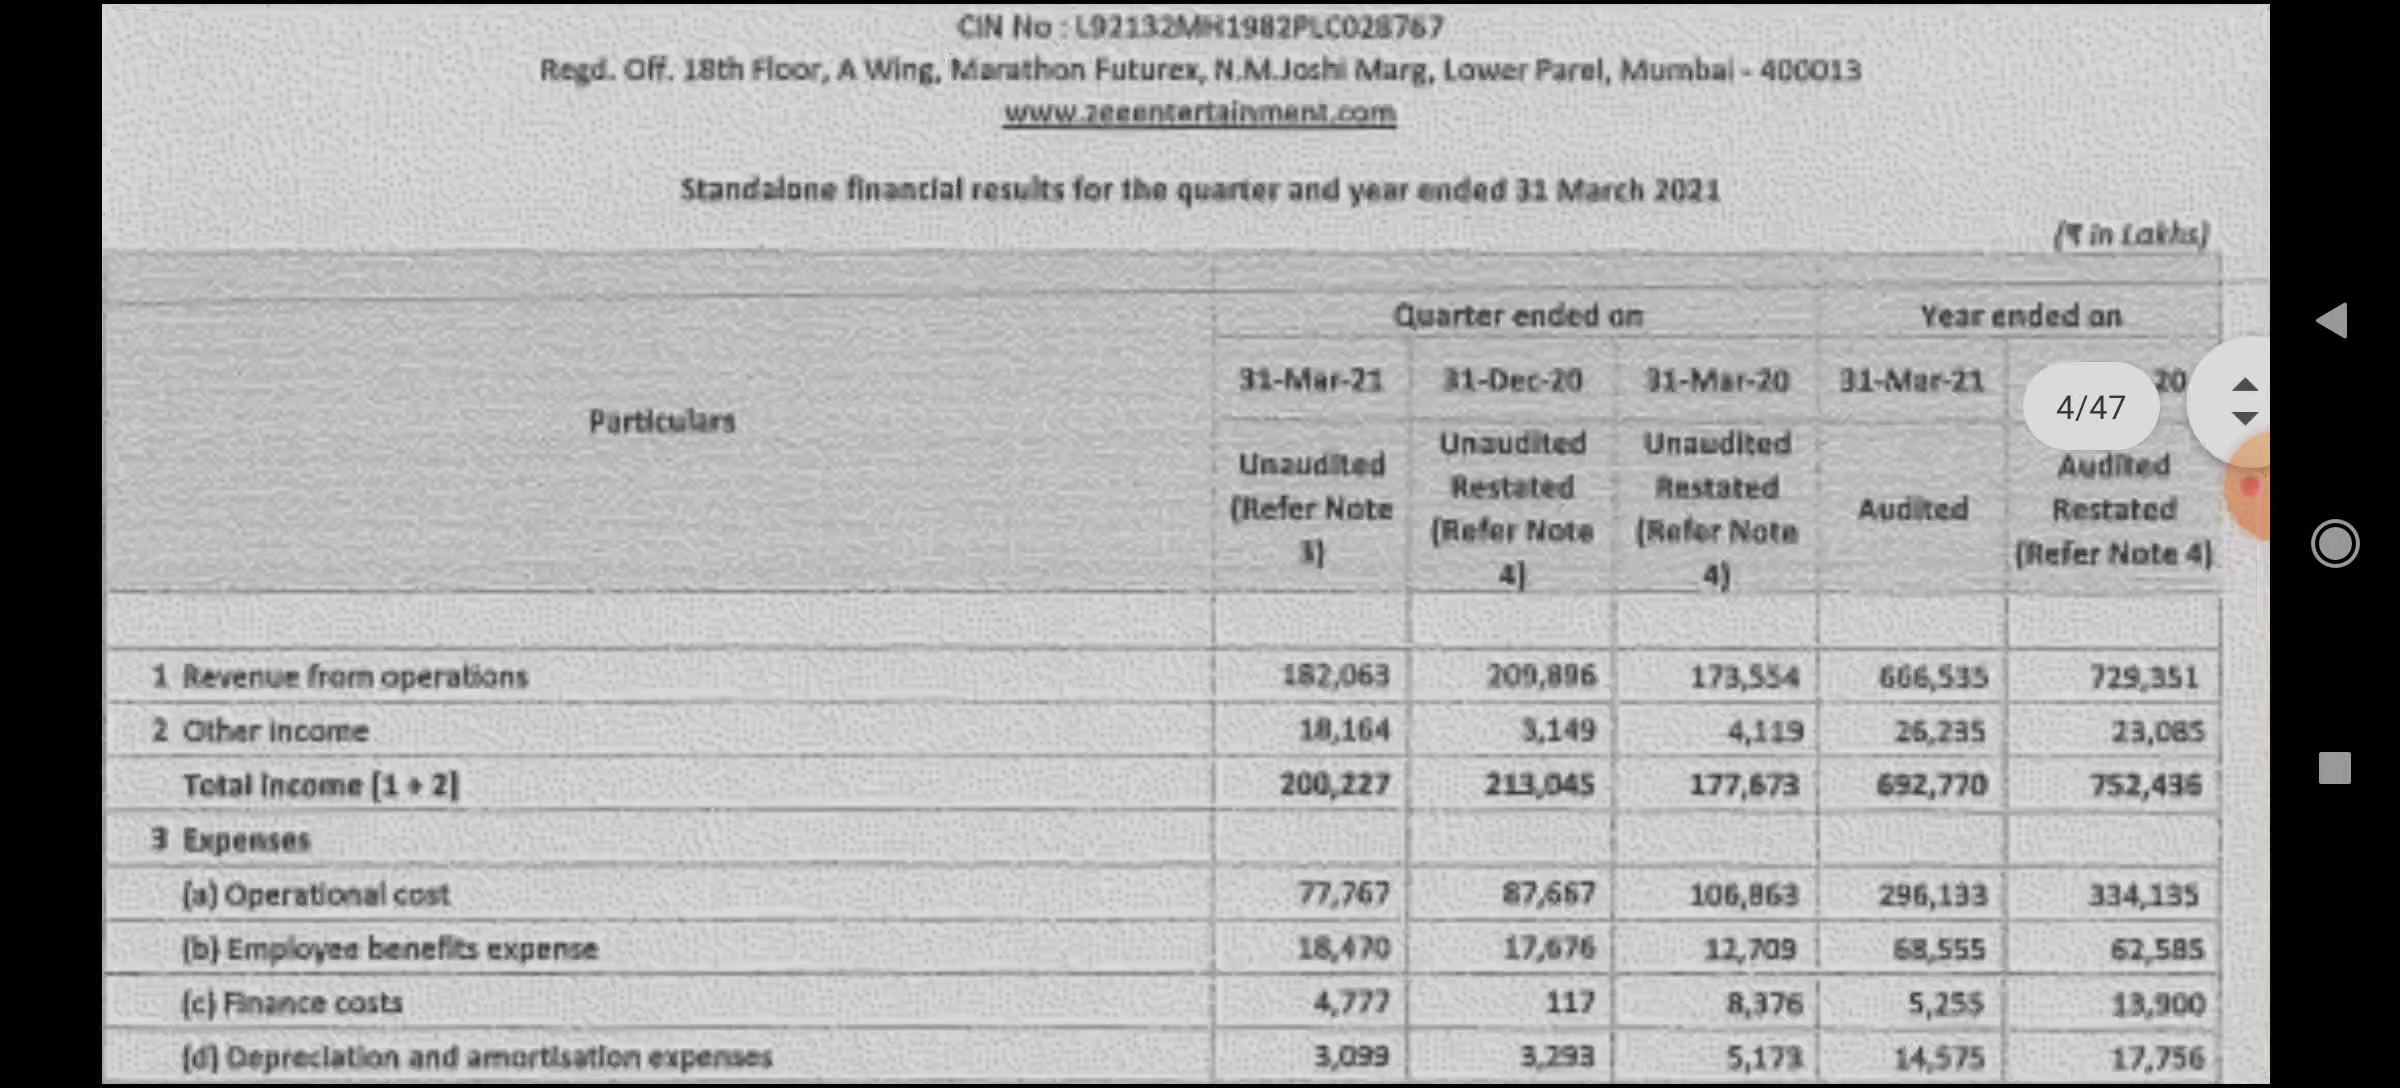 CIN No : L92132MH1982PLC028767
Regd. Off. 18th Floor, A Wing, Marathon Futurex, N.M.Joshi Marg, Lower Parel, Mumbai - 400013
www.zeeentertainment.com
Standalone financial results for the quarter and year ended 31 March 2021
(₹ in Lakhs)
Particulars Quarter ended on Year ended on
31-Mar-21 31-Dec-20 31-Mar-20 31-Mar-21 20
4/47
Unaudited (Refer Note 3) Unaudited Restated (Refer Note 4) Unaudited Restated (Refer Note 4) Audited Audited Restated (Refer Note 4)
1 Revenue from operations 182,063 209,896 173,554 666,535 729,351
2 Other income 18,164 3,149 4,119 26,235 23,085
Total income [1 + 2] 200,227 213,045 177,673 692,770 752,436
3 Expenses
(a) Operational cost 77,767 87,667 106,863 296,133 334,135
(b) Employee benefits expense 18,470 17,676 12,709 68,555 62,585
(c) Finance costs 4,777 117 8,376 5,255 13,900
(d) Depreciation and amortisation expenses 3,099 3,293 5,173 14,575 17,756